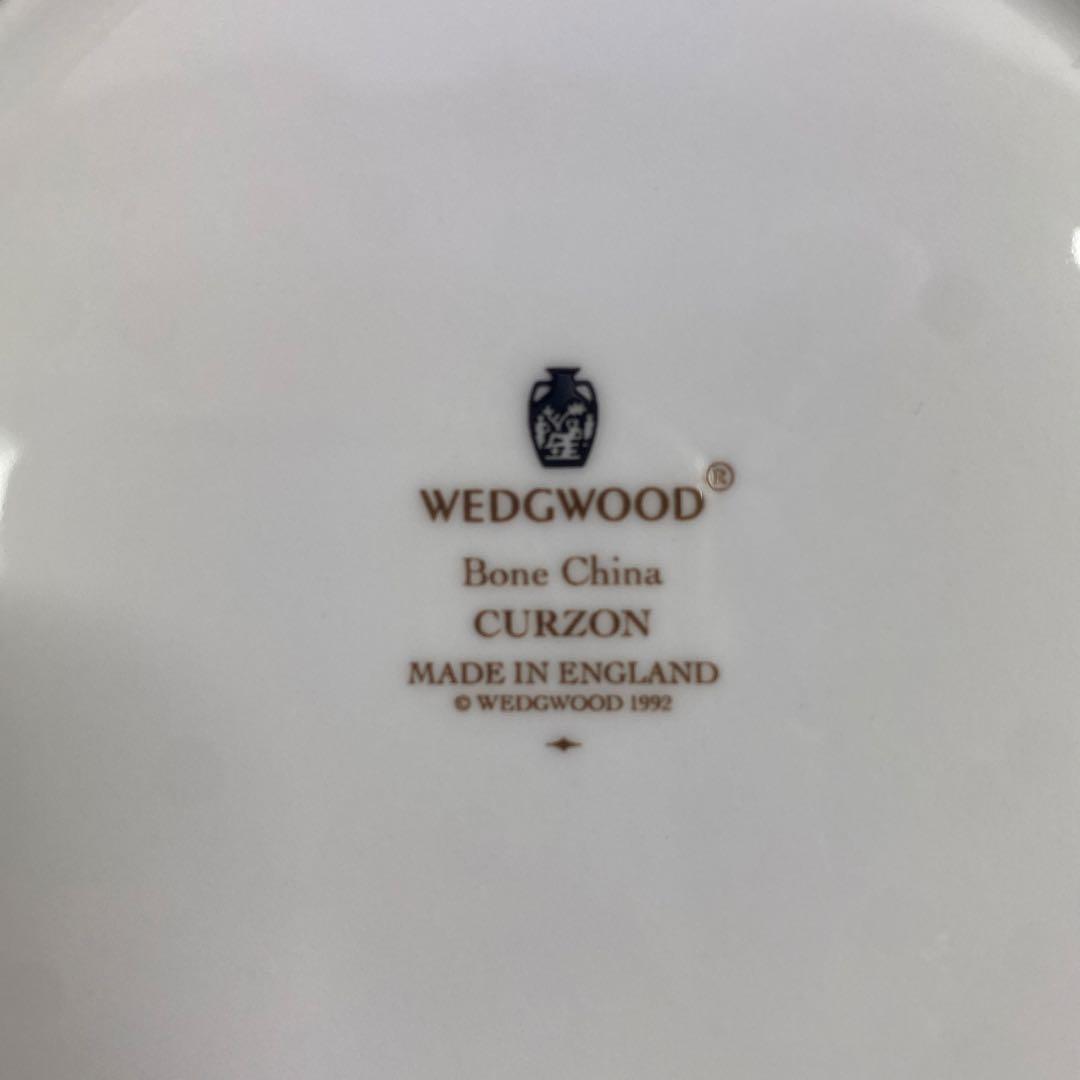 WEDGWOOD®
Bone China
CURZON
MADE IN ENGLAND
© WEDGWOOD 1992